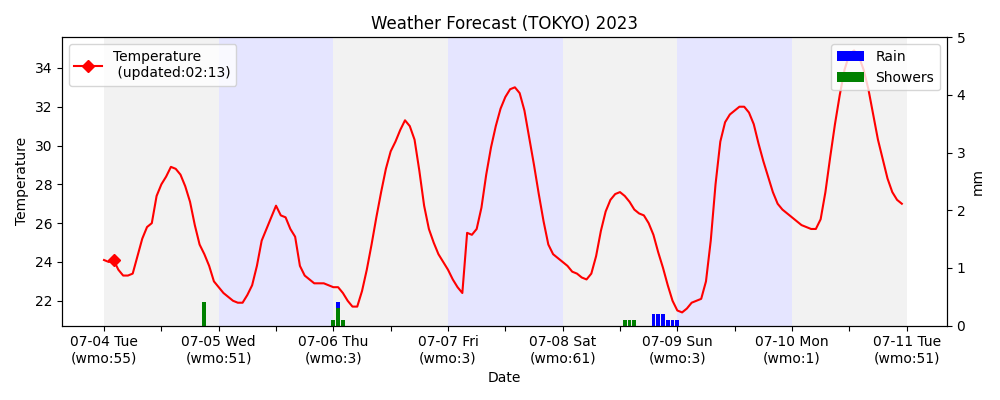 Weather Forecast (TOKYO) 2023
Temperature
(updated:02:13)
Rain
Showers
Temperature
34
32
30
28
26
24
22
5
4
3
2
1
0
mm
07-04 Tue
(wmo:55)
07-05 Wed
(wmo:51)
07-06 Thu
(wmo:3)
07-07 Fri
(wmo:3)
07-08 Sat
(wmo:61)
07-09 Sun
(wmo:3)
07-10 Mon
(wmo:1)
07-11 Tue
(wmo:51)
Date